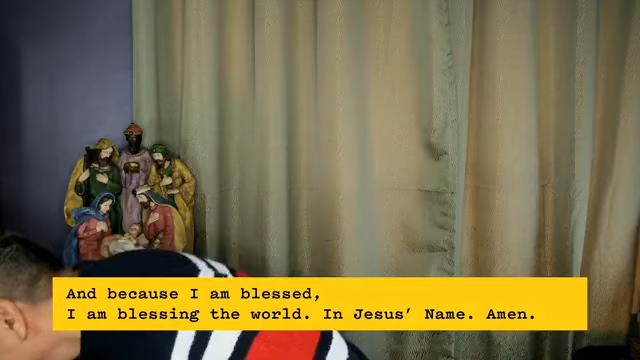 And because I am blessed,
I am blessing the world. In Jesus’ Name. Amen.